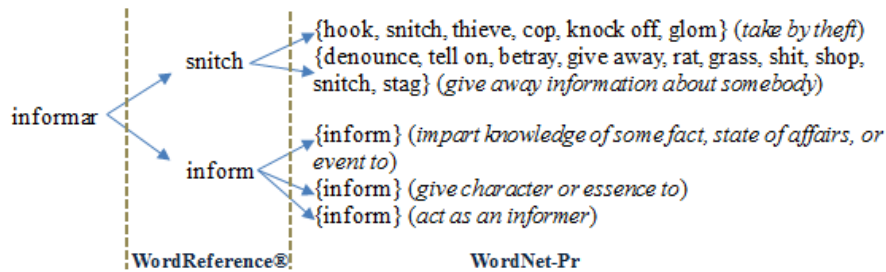 {hook, snitch, thieve, cop, knock off, glom} (take by theft)
snitch
{denounce, tell on, betray, give away, rat, grass, shit, shop,
snitch, stag} (give away information about somebody)
informar
{inform} (impart knowledge of some fact, state of affairs, or
event to)
inform
{inform} (give character or essence to)
{inform} (act as an informer)
WordReference® WordNet-Pr